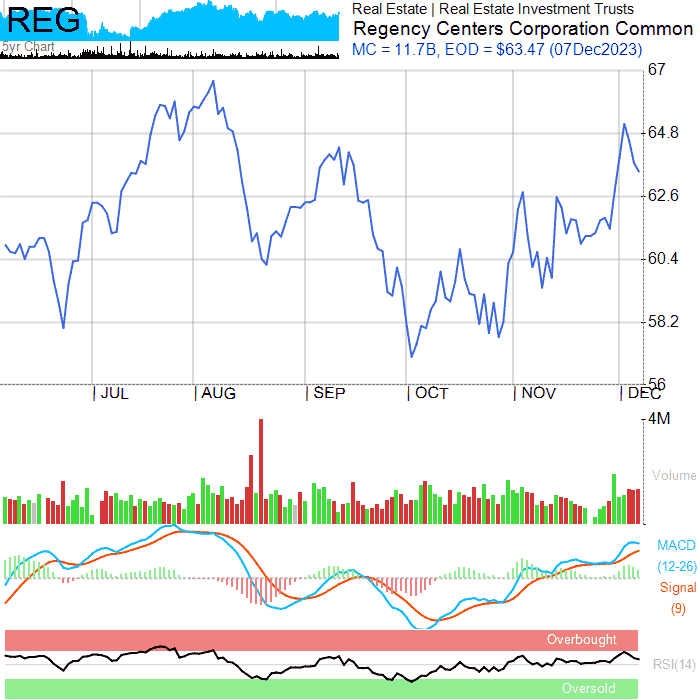 REG
5yr Chart
Real Estate | Real Estate Investment Trusts
Regency Centers Corporation Common
MC = 11.7B, EOD = $63.47 (07Dec2023)
67
64.8
62.6
60.4
58.2
56
JUL AUG SEP OCT NOV DEC
4M
Volume
MACD
(12-26)
Signal
(9)
Overbought
RSI(14)
Oversold